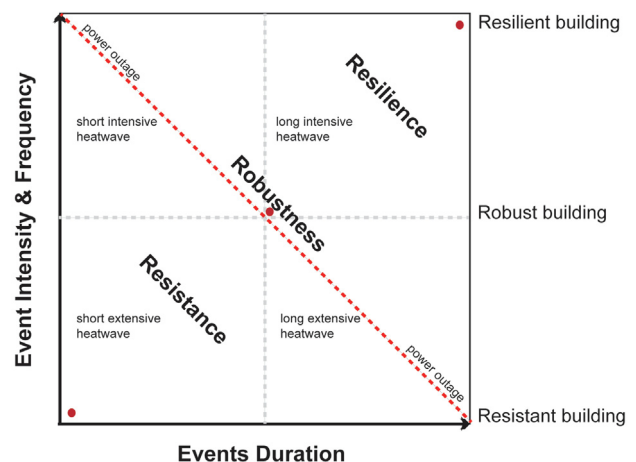 Resilient building
power outage
Resilience
short intensive
heatwave
long intensive
heatwave
Event Intensity & Frequency
Robustness
Robust building
Resistance
short extensive
heatwave
long extensive
heatwave
power outage
Resistant building
Events Duration